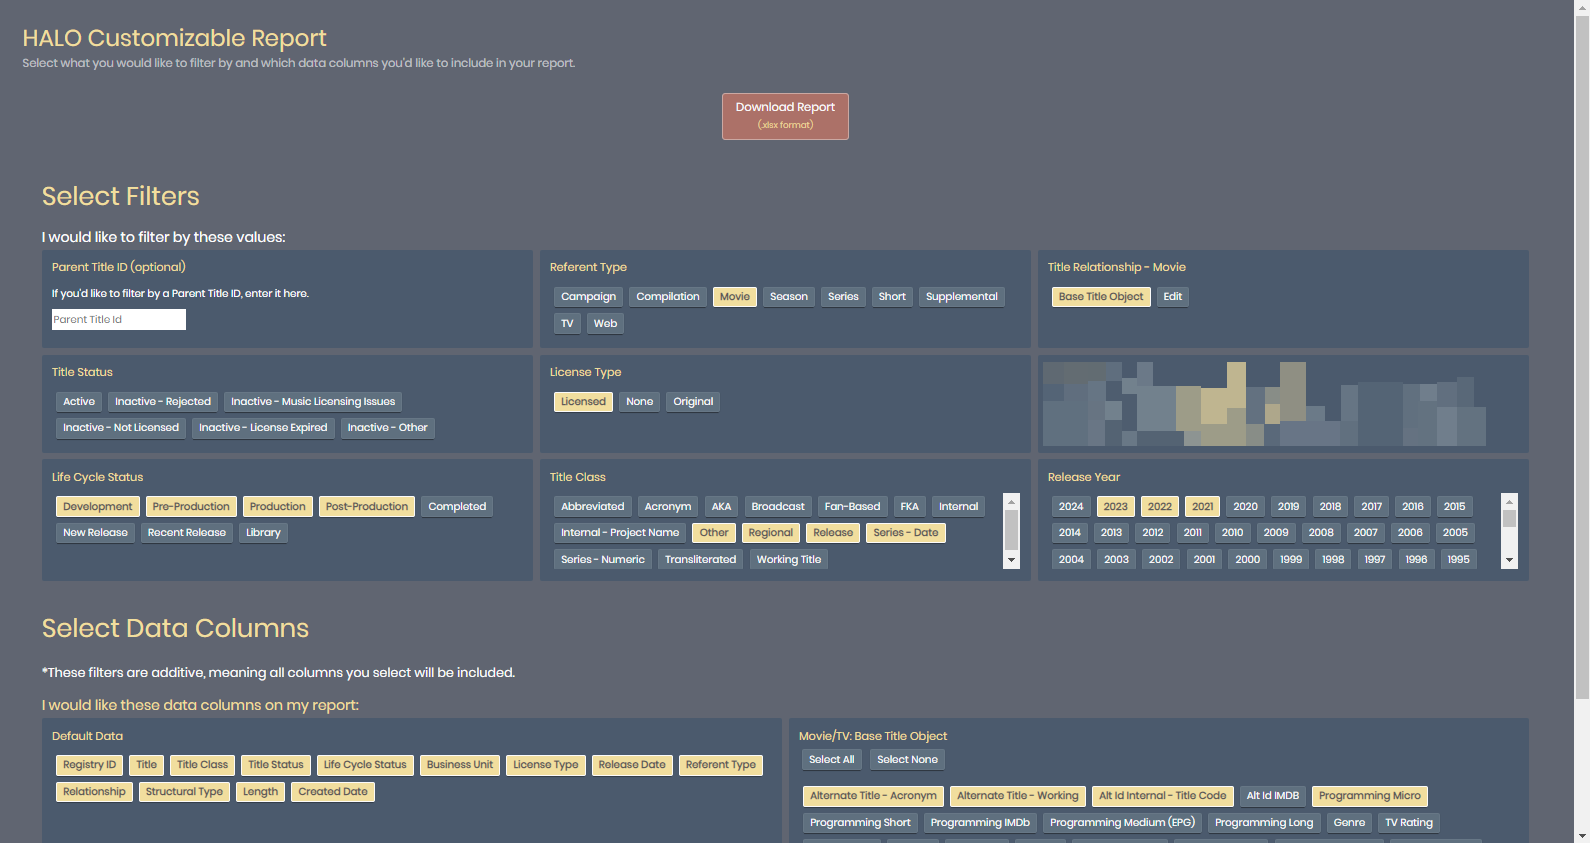 HALO Customizable Report
Select what you would like to filter by and which data columns you'd like to include in your report.
Download Report
(.xlsx format)
Select Filters
I would like to filter by these values:
Parent Title ID (optional)
If you'd like to filter by a Parent Title ID, enter it here.
Parent Title Id
Referent Type
Campaign Compilation Movie Season Series Short Supplemental
TV Web
Title Relationship - Movie
Base Title Object Edit
Title Status
Active Inactive - Rejected Inactive - Music Licensing Issues
Inactive - Not Licensed Inactive - License Expired Inactive - Other
License Type
Licensed None Original
Life Cycle Status
Development Pre-Production Production Post-Production Completed
New Release Recent Release Library
Title Class
Abbreviated Acronym AKA Broadcast Fan-Based FKA Internal
Internal - Project Name Other Regional Release Series - Date
Series - Numeric Transliterated Working Title
Release Year
2024 2023 2022 2021 2020 2019 2018 2017 2016 2015
2014 2013 2012 2011 2010 2009 2008 2007 2006 2005
2004 2003 2002 2001 2000 1999 1998 1997 1996 1995
Select Data Columns
*These filters are additive, meaning all columns you select will be included.
I would like these data columns on my report:
Default Data
Registry ID Title Title Class Title Status Life Cycle Status Business Unit License Type Release Date Referent Type
Relationship Structural Type Length Created Date
Movie/TV: Base Title Object
Select All Select None
Alternate Title - Acronym Alternate Title - Working Alt Id Internal - Title Code Alt Id IMDB Programming Micro
Programming Short Programming IMDb Programming Medium (EPG) Programming Long Genre TV Rating